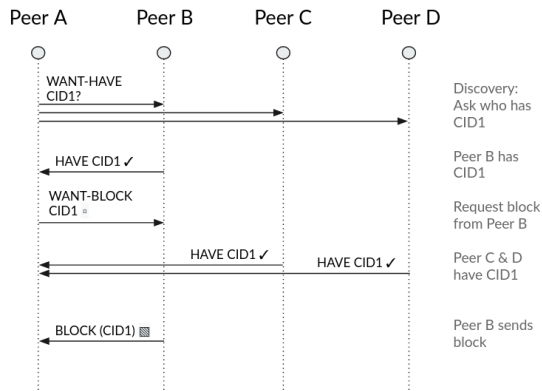 Peer A Peer B Peer C Peer D
WANT-HAVE
CID1?
Discovery:
Ask who has
CID1
HAVE CID1 ✓
Peer B has
CID1
WANT-BLOCK
CID1
Request block
from Peer B
HAVE CID1 ✓
HAVE CID1 ✓
Peer C & D
have CID1
BLOCK (CID1) ▧
Peer B sends
block